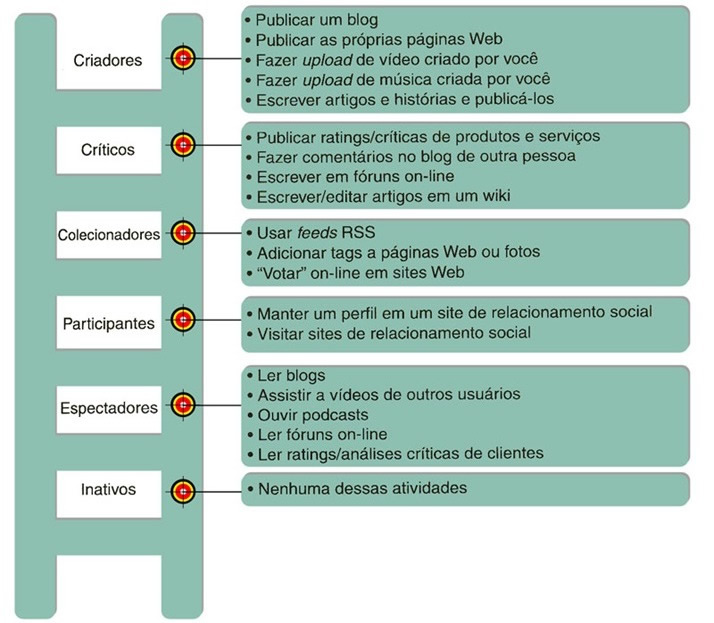 Criadores
• Publicar um blog
• Publicar as próprias páginas Web
• Fazer upload de vídeo criado por você
• Fazer upload de música criada por você
• Escrever artigos e histórias e publicá-los
Críticos
• Publicar ratings/críticas de produtos e serviços
• Fazer comentários no blog de outra pessoa
• Escrever em fóruns on-line
• Escrever/editar artigos em um wiki
Colecionadores
• Usar feeds RSS
• Adicionar tags a páginas Web ou fotos
• “Votar” on-line em sites Web
Participantes
• Manter um perfil em um site de relacionamento social
• Visitar sites de relacionamento social
Espectadores
• Ler blogs
• Assistir a vídeos de outros usuários
• Ouvir podcasts
• Ler fóruns on-line
• Ler ratings/análises críticas de clientes
Inativos
• Nenhuma dessas atividades